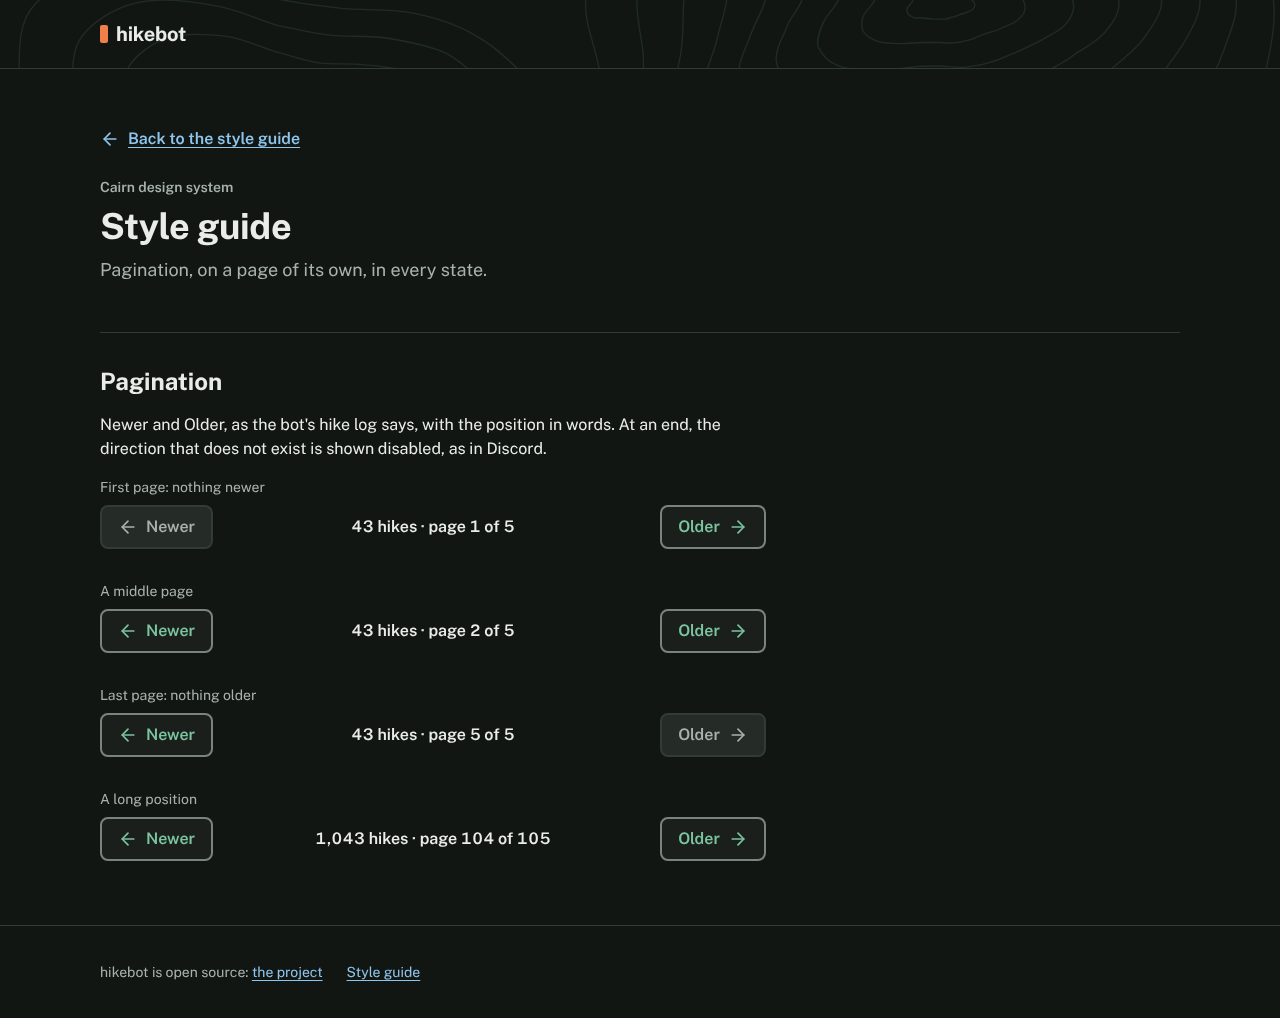 hikebot
Back to the style guide
Cairn design system
Style guide
Pagination, on a page of its own, in every state.
Pagination
Newer and Older, as the bot's hike log says, with the position in words. At an end, the
direction that does not exist is shown disabled, as in Discord.
First page: nothing newer
Newer 43 hikes · page 1 of 5 Older
A middle page
Newer 43 hikes · page 2 of 5 Older
Last page: nothing older
Newer 43 hikes · page 5 of 5 Older
A long position
Newer 1,043 hikes · page 104 of 105 Older
hikebot is open source: the project Style guide